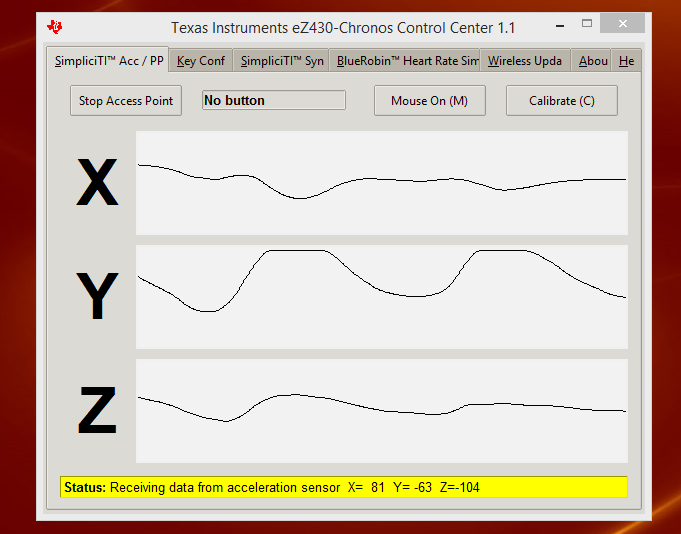 Texas Instruments eZ430-Chronos Control Center 1.1
SimpliciTI™ Acc / PP Key Conf SimpliciTI™ Syn BlueRobin™ Heart Rate Sim Wireless Upda Abou He
Stop Access Point No button Mouse On (M) Calibrate (C)
X
Y
Z
Status: Receiving data from acceleration sensor X= 81 Y= -63 Z=-104